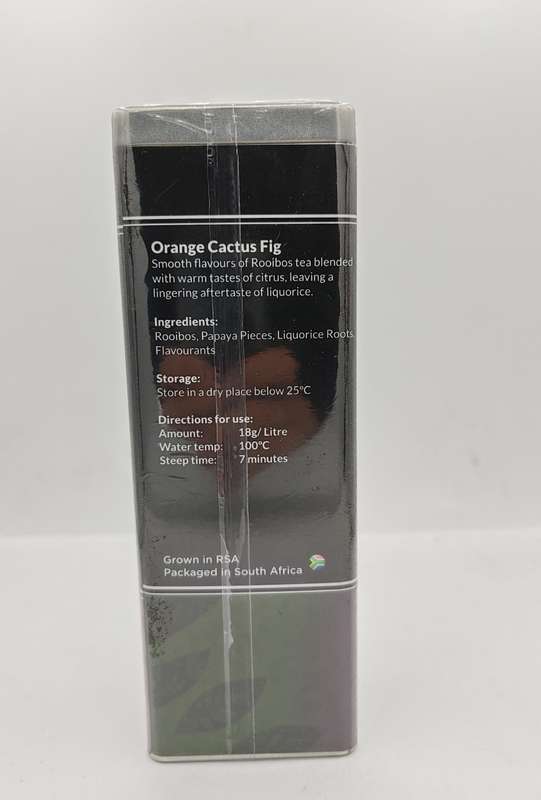 Orange Cactus Fig
Smooth flavours of Rooibos tea blended
with warm tastes of citrus, leaving a
lingering aftertaste of liquorice.
Ingredients:
Rooibos, Papaya Pieces, Liquorice Roots
Flavourants
Storage:
Store in a dry place below 25°C
Directions for use:
Amount: 18g/ Litre
Water temp: 100°C
Steep time: 7 minutes
Grown in RSA
Packaged in South Africa